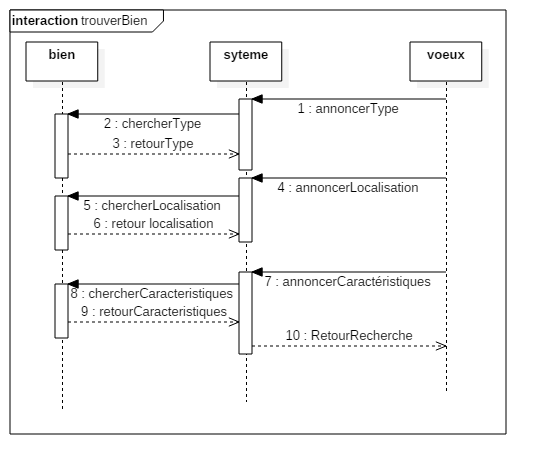 interaction trouverBien
bien
syteme
voeux
1 : annoncerType
2 : chercherType
3 : retourType
4 : annoncerLocalisation
5 : chercherLocalisation
6 : retour localisation
7 : annoncerCaractéristiques
8 : chercherCaracteristiques
9 : retourCaracteristiques
10 : RetourRecherche